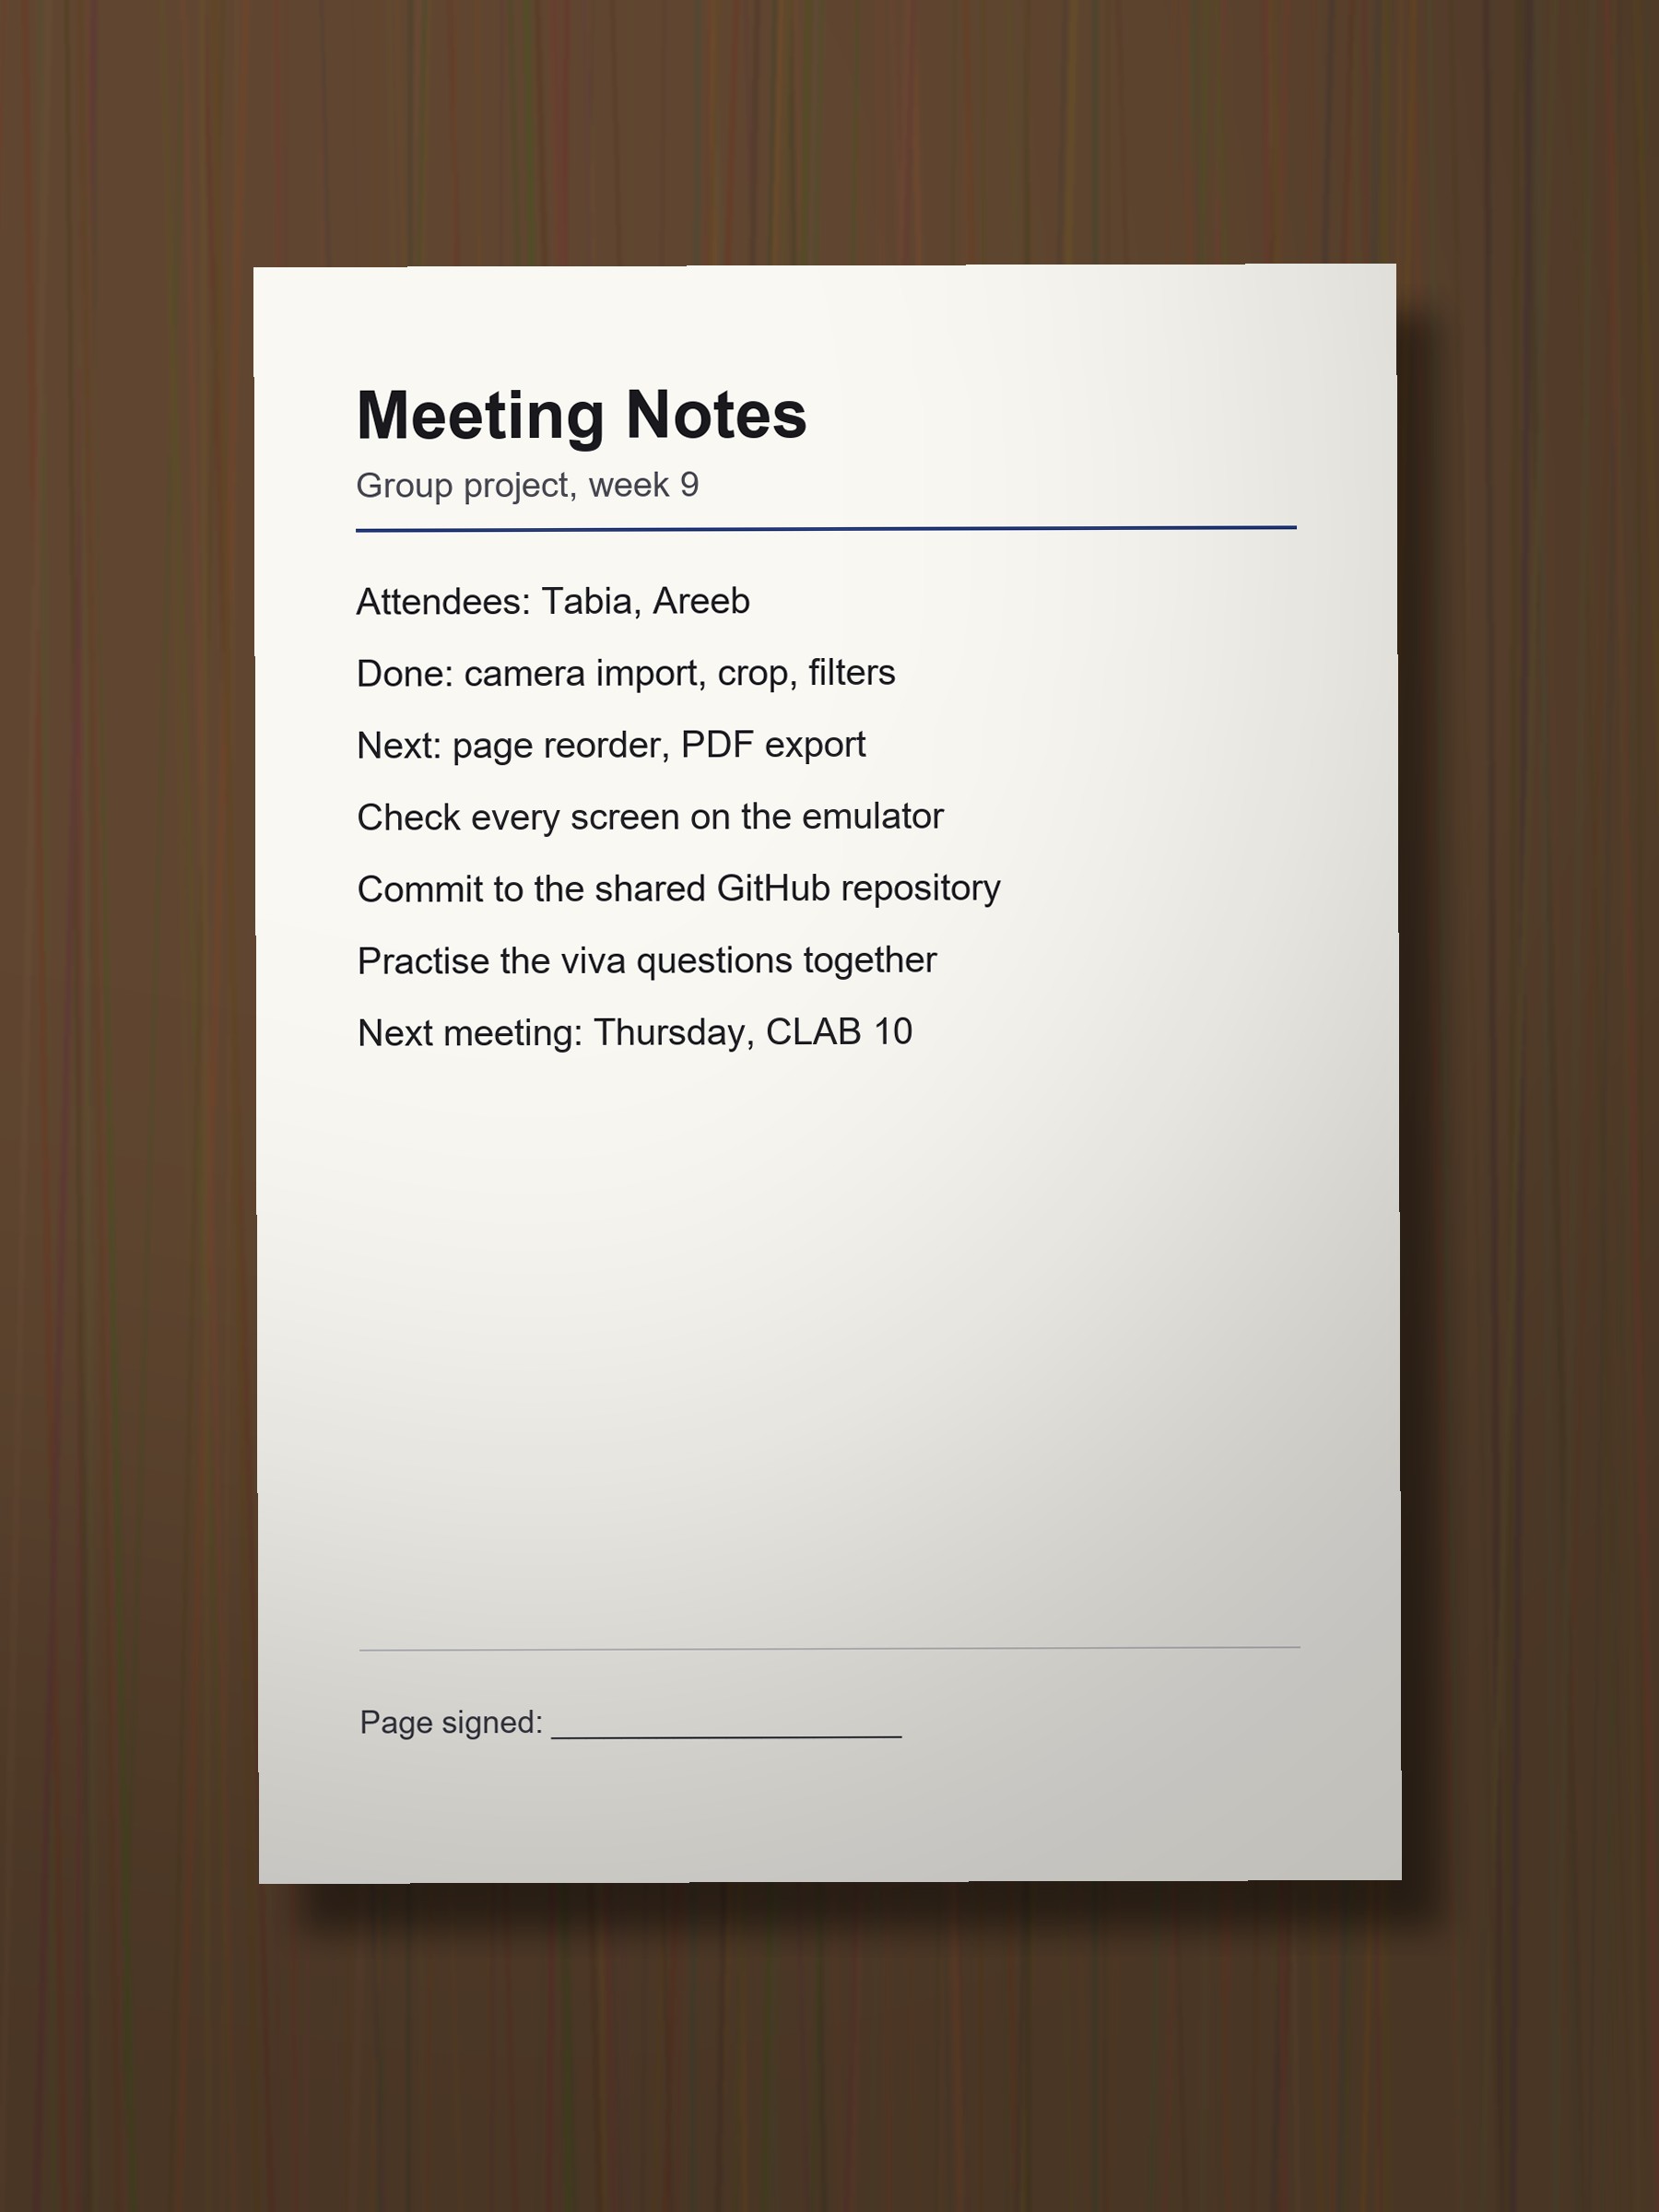 Meeting Notes
Group project, week 9
Attendees: Tabia, Areeb
Done: camera import, crop, filters
Next: page reorder, PDF export
Check every screen on the emulator
Commit to the shared GitHub repository
Practise the viva questions together
Next meeting: Thursday, CLAB 10
Page signed: ____________________